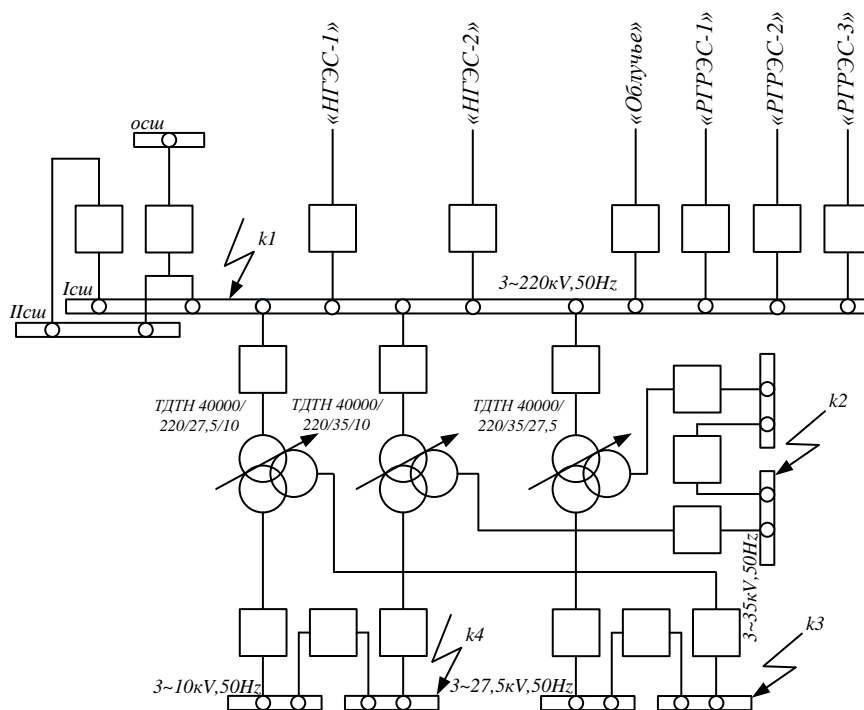 «НГЭС-1»
«НГЭС-2»
«Облучье»
«РГРЭС-1»
«РГРЭС-2»
«РГРЭС-3»
осш
k1
Iсш
3~220кV,50Hz
IIсш
ТДТН 40000/
220/27,5/10
ТДТН 40000/
220/35/10
ТДТН 40000/
220/35/27,5
k2
3~35кV,50Hz
k4
k3
3~10кV,50Hz
3~27,5кV,50Hz